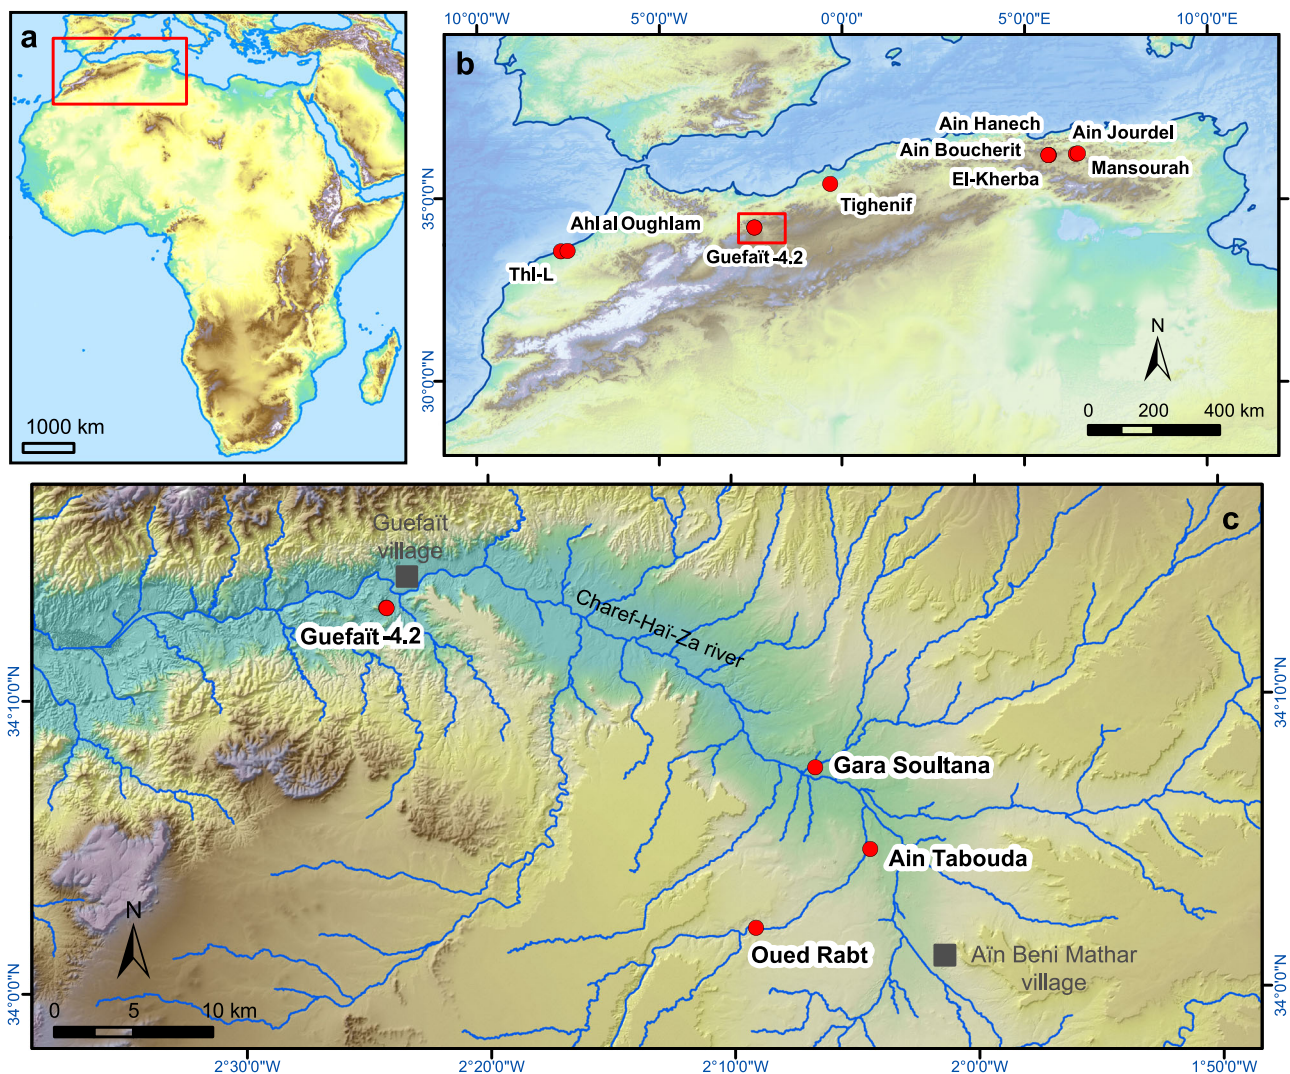 a
1000 km
10°0'0"W
5°0'0"W
0°0'0"
5°0'0"E
10°0'0"E
b
35°0'0"N
30°0'0"N
Ain Hanech
Ain Jourdel
Ain Boucherit
Mansourah
El-Kherba
Tighenif
Ahl al Oughlam
Guefaït-4.2
ThI-L
N
0 200 400 km
c
Guefaït
village
Guefaït-4.2
Charef-Haï-Za river
Gara Soultana
Ain Tabouda
Oued Rabt
Aïn Beni Mathar
village
N
0 5 10 km
34°10'0"N
34°0'0"N
34°10'0"N
34°0'0"N
2°30'0"W
2°20'0"W
2°10'0"W
2°0'0"W
1°50'0"W